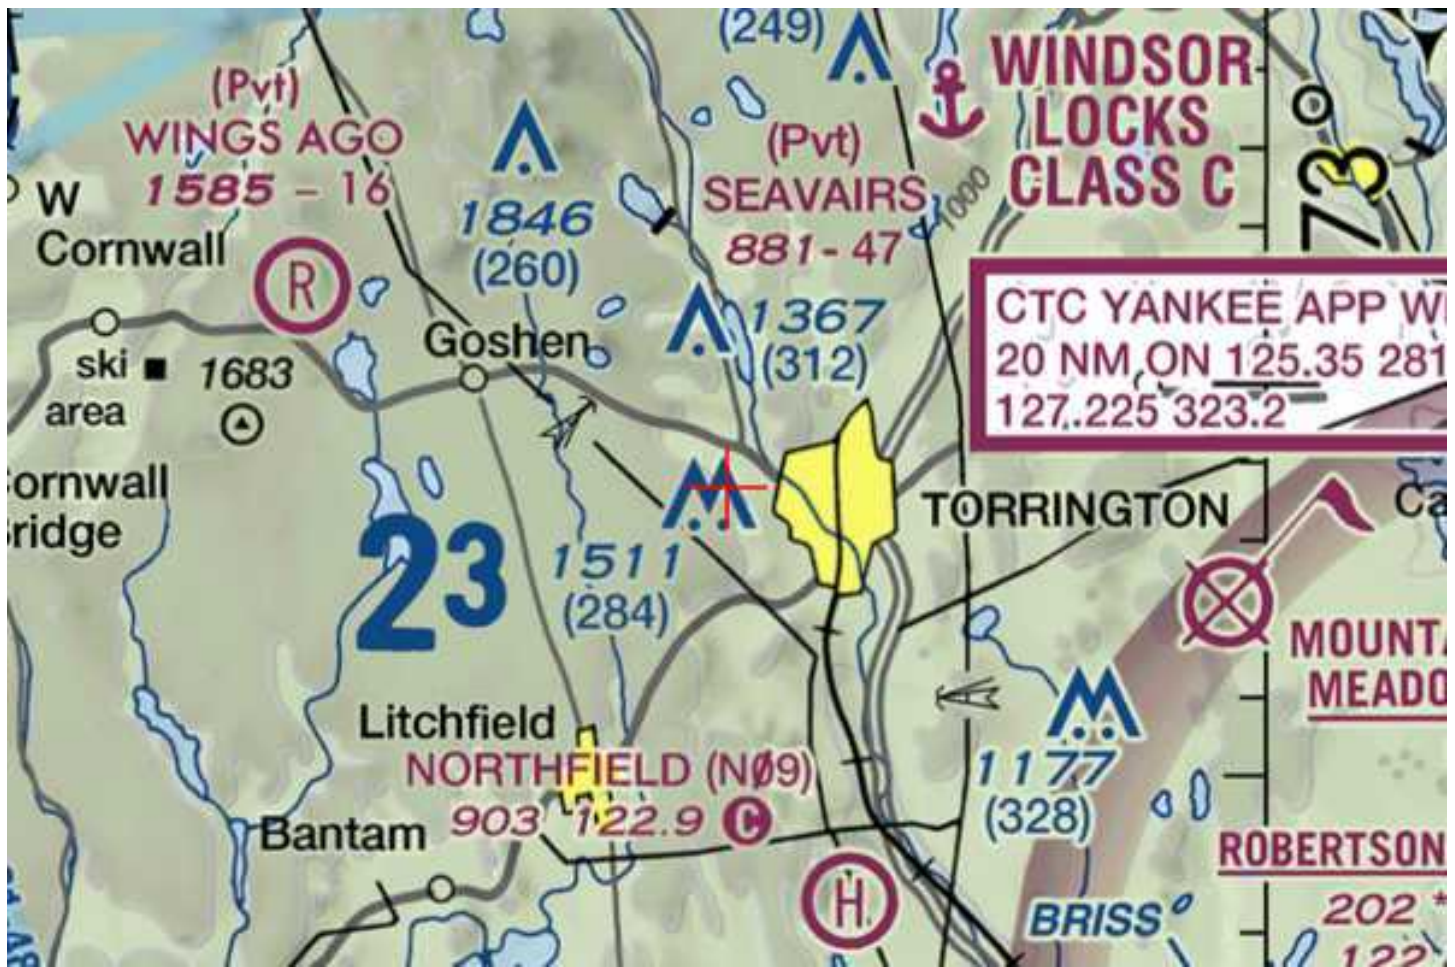 (249)
WINDSOR
LOCKS
CLASS C
(Pvt)
WINGS AGO
1585 - 16
(Pvt)
SEAVAIRS
881 - 47
1000
73
W
Cornwall
1846
(260)
R
CTC YANKEE APP
20 NM ON 125.35
127.225 323.2
1367
(312)
Goshen
ski
area
1683
Cornwall
Bridge
23
TORRINGTON
1511
(284)
MOUNTA
MEADO
Litchfield
NORTHFIELD (NØ9)
903 122.9 C
1177
(328)
Bantam
ROBERTSON
H
BRISS
202 *
122